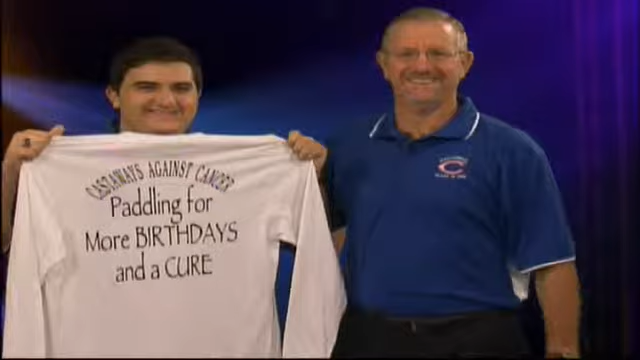 CASTAWAYS AGAINST CANCER
Paddling for
More BIRTHDAYS
and a CURE
C